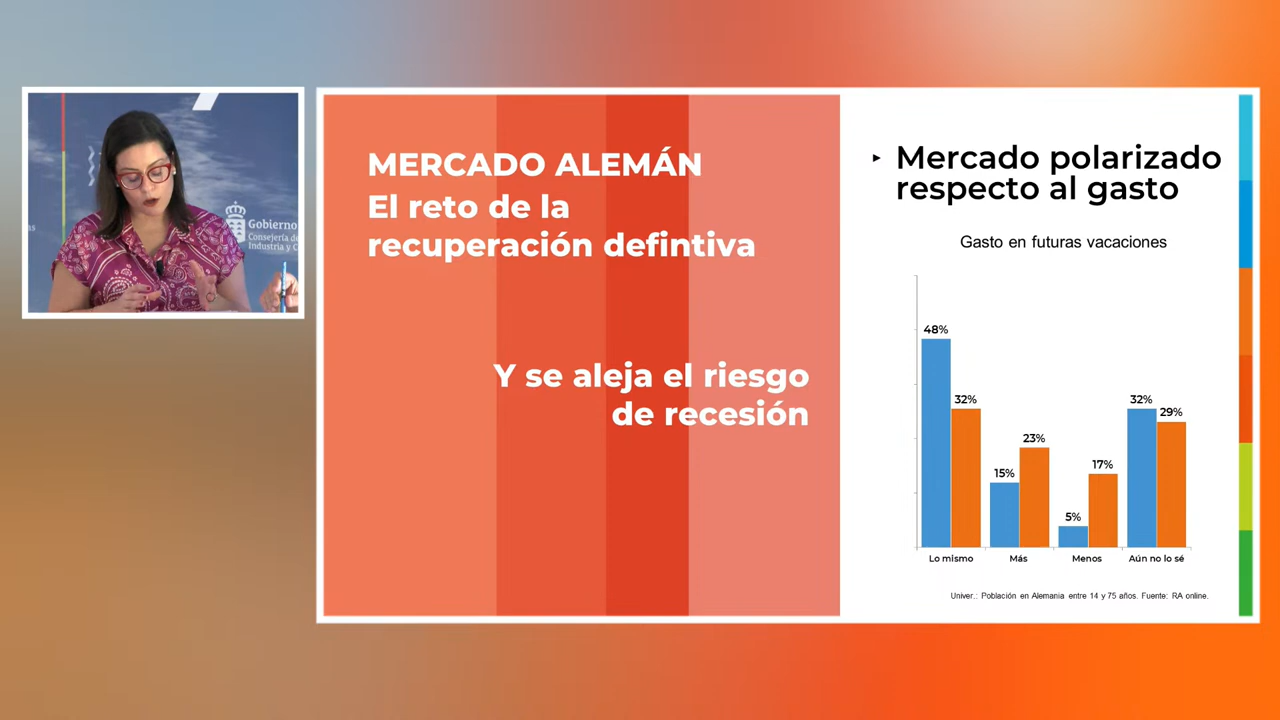 Gobierno
Consejería de
Industria y C
MERCADO ALEMÁN
El reto de la
recuperación defintiva
Y se aleja el riesgo
de recesión
‣ Mercado polarizado
respecto al gasto
Gasto en futuras vacaciones
48%
32%
15%
23%
5%
17%
32%
29%
Lo mismo
Más
Menos
Aún no lo sé
Univer.: Población en Alemania entre 14 y 75 años. Fuente: RA online.